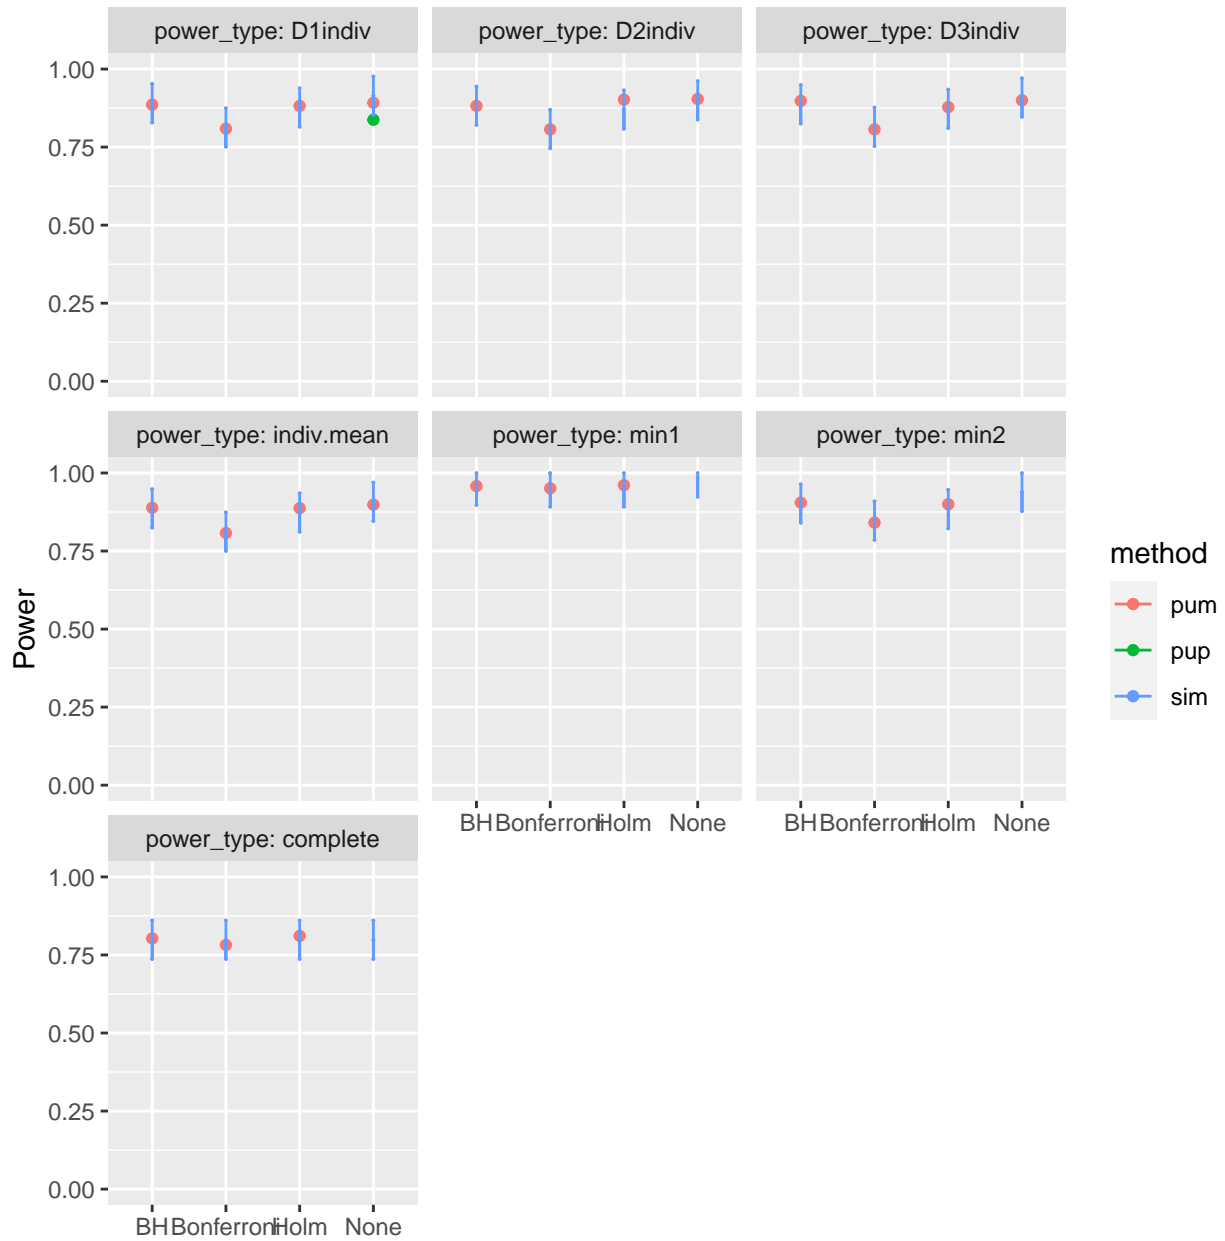 power_type: D1indiv
power_type: D2indiv
power_type: D3indiv
1.00
0.75
0.50
0.25
0.00
power_type: indiv.mean
power_type: min1
power_type: min2
1.00
0.75
0.50
0.25
0.00
BH Bonferroni Holm None
BH Bonferroni Holm None
power_type: complete
1.00
0.75
0.50
0.25
0.00
BH Bonferroni Holm None
Power
method
pum
pup
sim